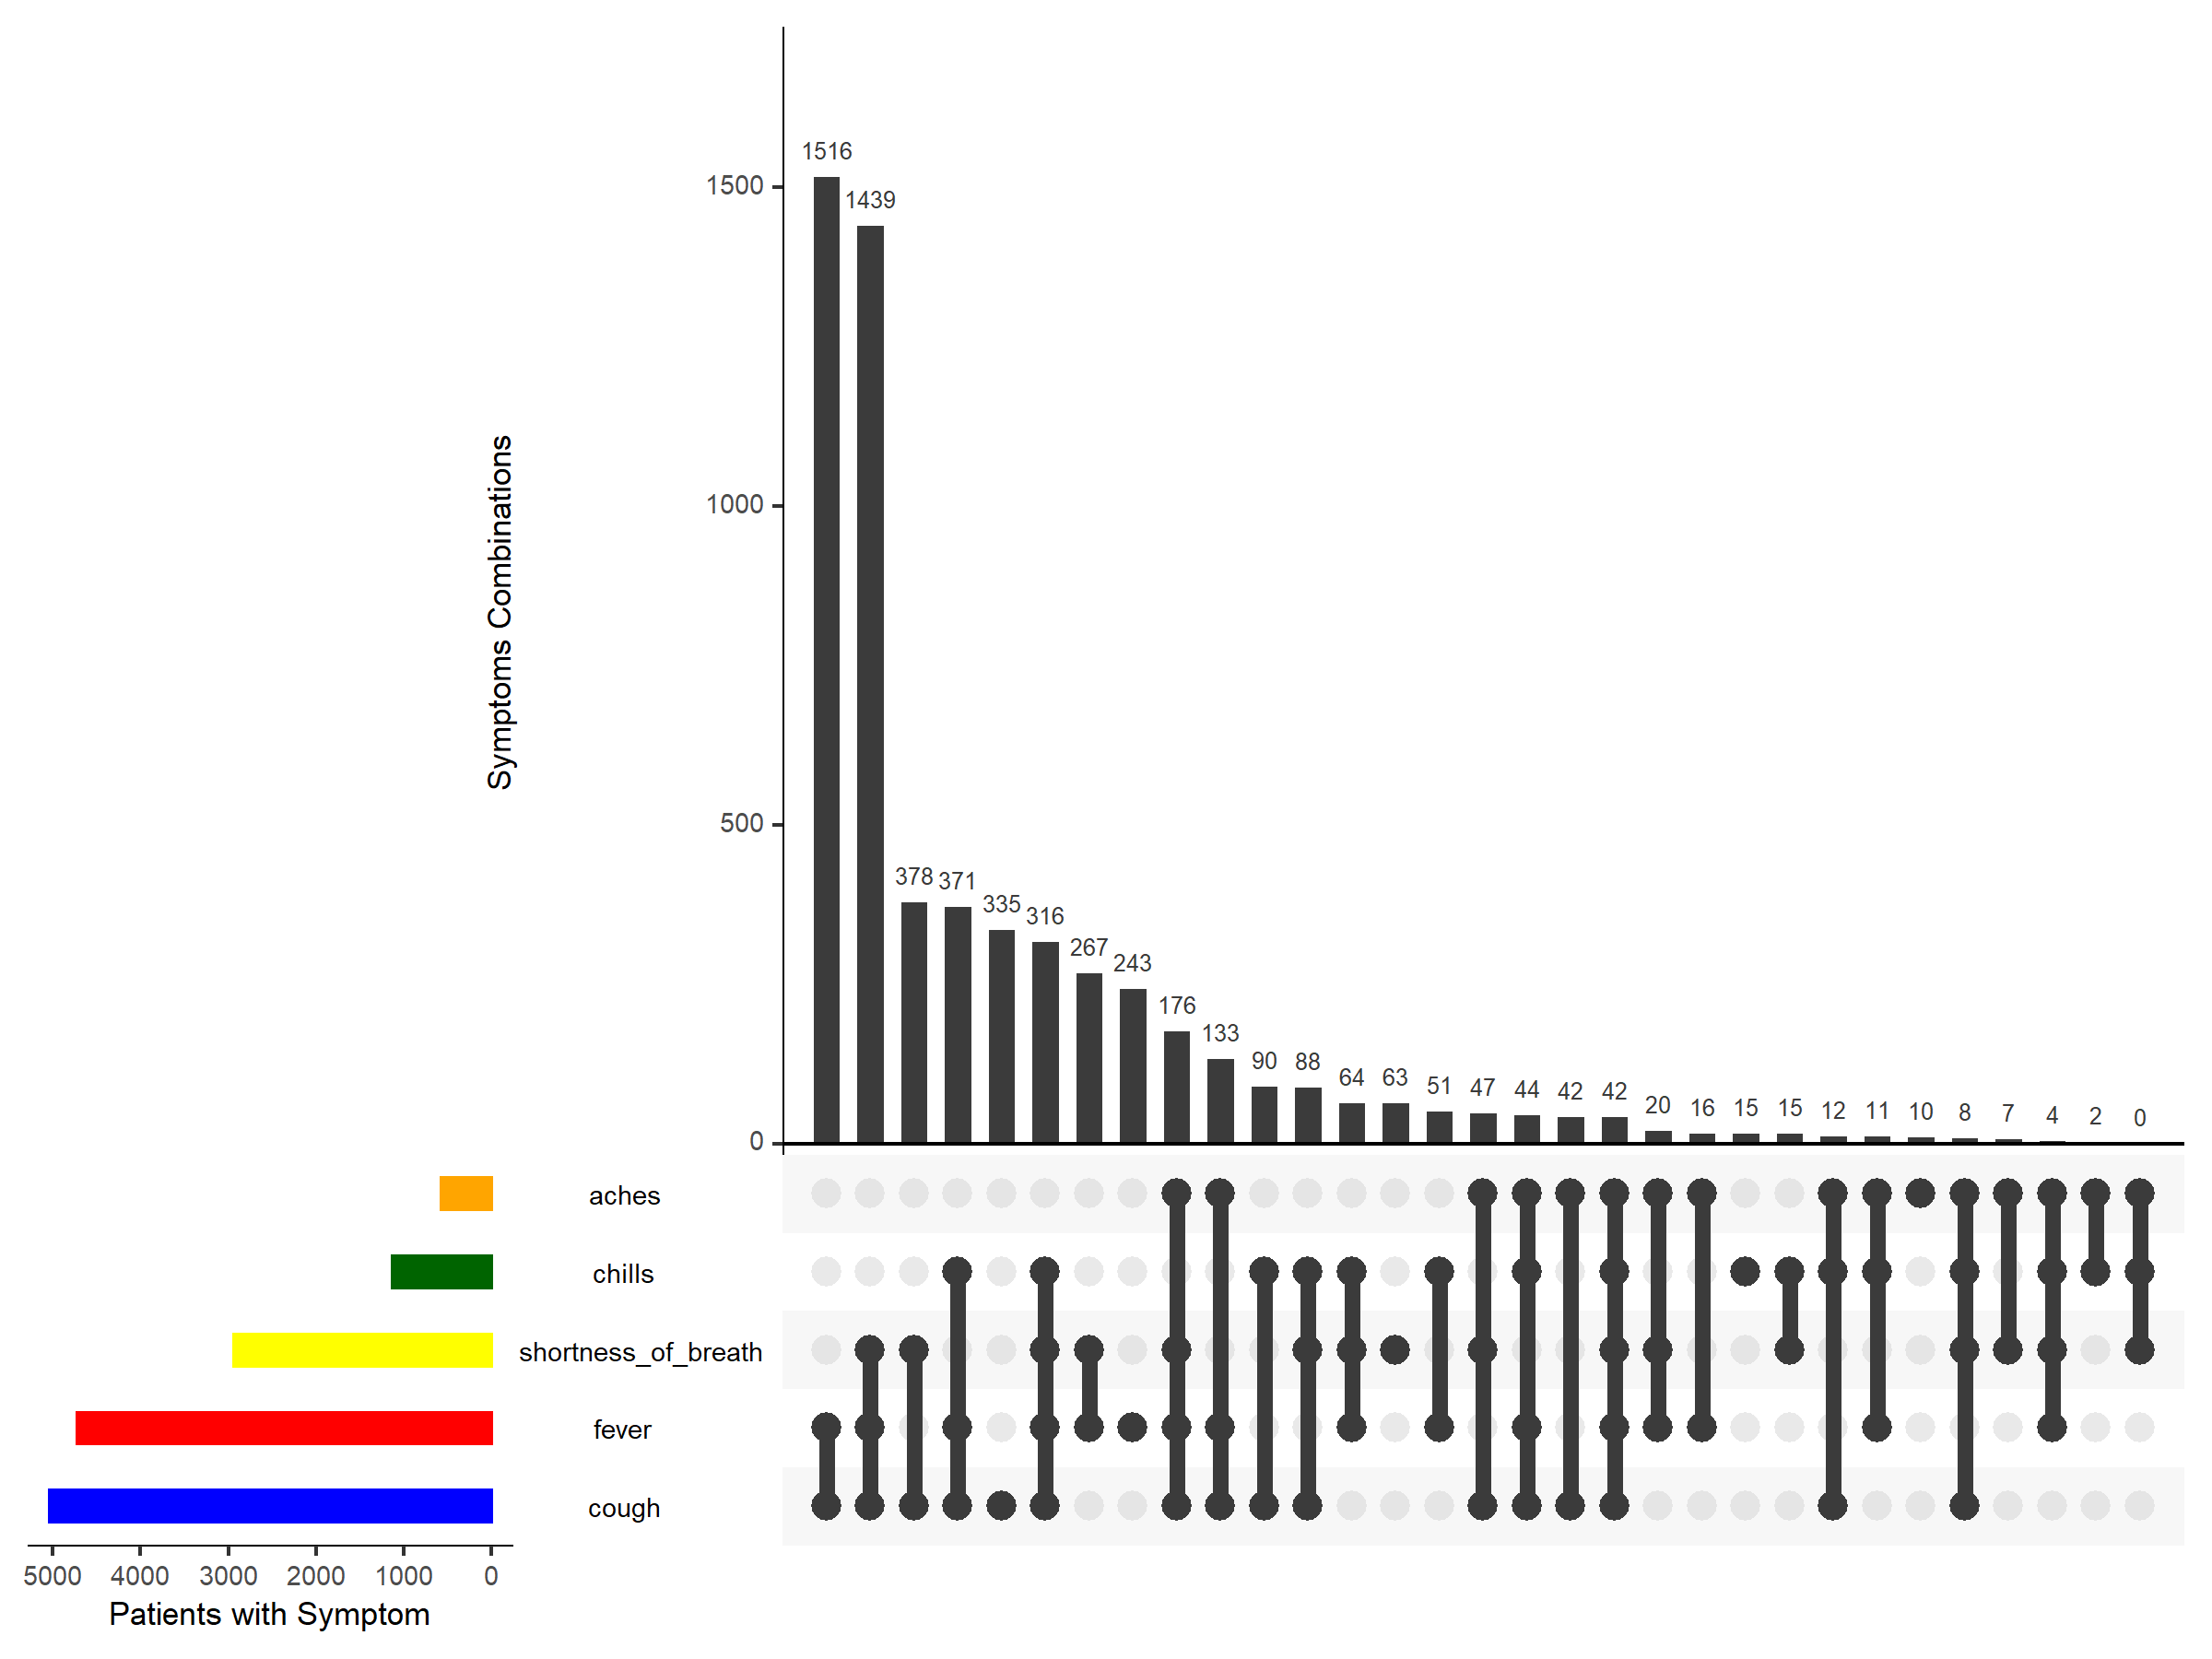 1516
1439
1500
Symptoms Combinations
1000
500
378 371 335 316 267 243 176 133 90 88 64 63 51 47 44 42 42 20 16 15 15 12 11 10 8 7 4 2 0
0
aches
chills
shortness_of_breath
fever
cough
5000 4000 3000 2000 1000 0
Patients with Symptom